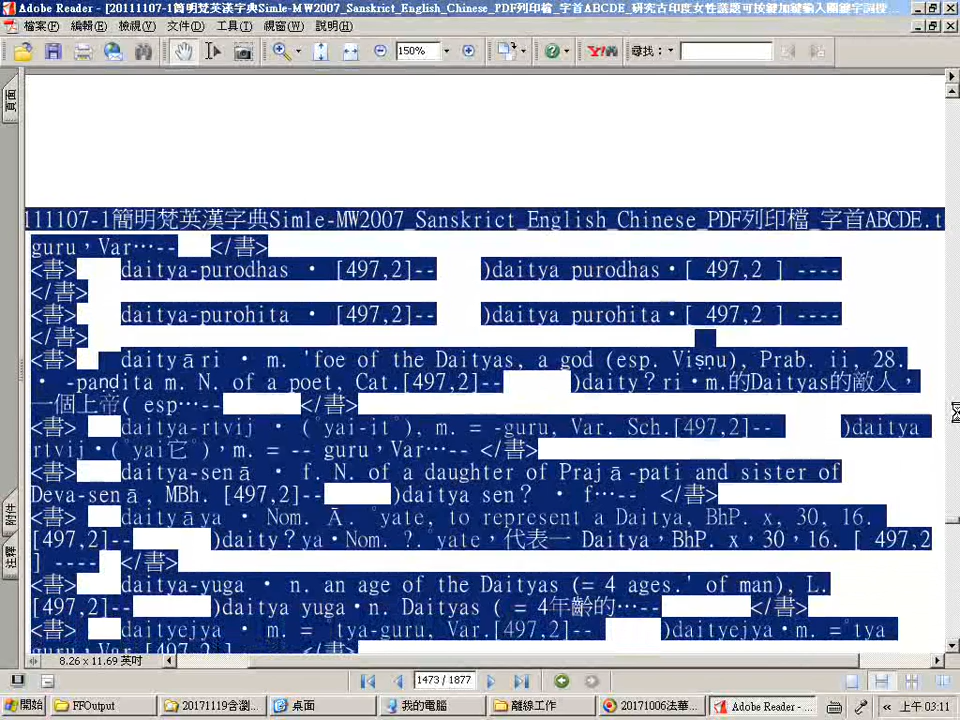 Adobe Reader - [20111107-1簡明梵英漢字典Simle-MW2007_Sanskrict_English_Chinese_PDF列印檔_字首ABCDE_研究古印度女性議題可按鍵加鍵輸入關鍵字詞搜
檔案(F) 編輯(E) 檢視(V) 文件(D) 工具(T) 視窗(W) 說明(H)
150% Y! 尋找:
頁面
111107-1簡明梵英漢字典Simle-MW2007_Sanskrict_English_Chinese_PDF列印檔_字首ABCDE.t
guru，Var…-- </書>
<書> daitya-purodhas • [497,2]-- )daitya purodhas•[ 497,2 ] ----
</書>
<書> daitya-purohita • [497,2]-- )daitya purohita•[ 497,2 ] ----
</書>
<書> daityāri • m. 'foe of the Daityas, a god (esp. Viṣṇu), Prab. ii, 28.
• -paṇḍita m. N. of a poet, Cat.[497,2]-- )daity？ri•m.的Daityas的敵人，
一個上帝( esp…-- </書>
<書> daitya-rtvij • (°yai-it°), m. = -guru, Var. Sch.[497,2]-- )daitya
rtvij•(°yai它°)，m. = -- guru，Var…-- </書>
<書> daitya-senā • f. N. of a daughter of Prajā-pati and sister of
Deva-senā, MBh. [497,2]-- )daitya sen？ • f…-- </書>
<書> daityāya • Nom. Ā. °yate, to represent a Daitya, BhP. x, 30, 16.
[497,2]-- )daity？ya•Nom. ?.°yate，代表一 Daitya，BhP. x，30，16. [ 497,2
] ---- </書>
<書> daitya-yuga • n. an age of the Daityas (= 4 ages.' of man), L.
[497,2]-- )daitya yuga•n. Daityas ( = 4年齡的…-- </書>
<書> daityejya • m. = °tya-guru, Var.[497,2]-- )daityejya•m. =°tya
guru，Var.[497,2]-- </書>
附件
注釋
8.26 x 11.69 英吋
1473 / 1877
開始 FFOutput 20171119含瀏... 桌面 我的電腦 離線工作 20171006法華... Adobe Reader - ... « 上午 03:11